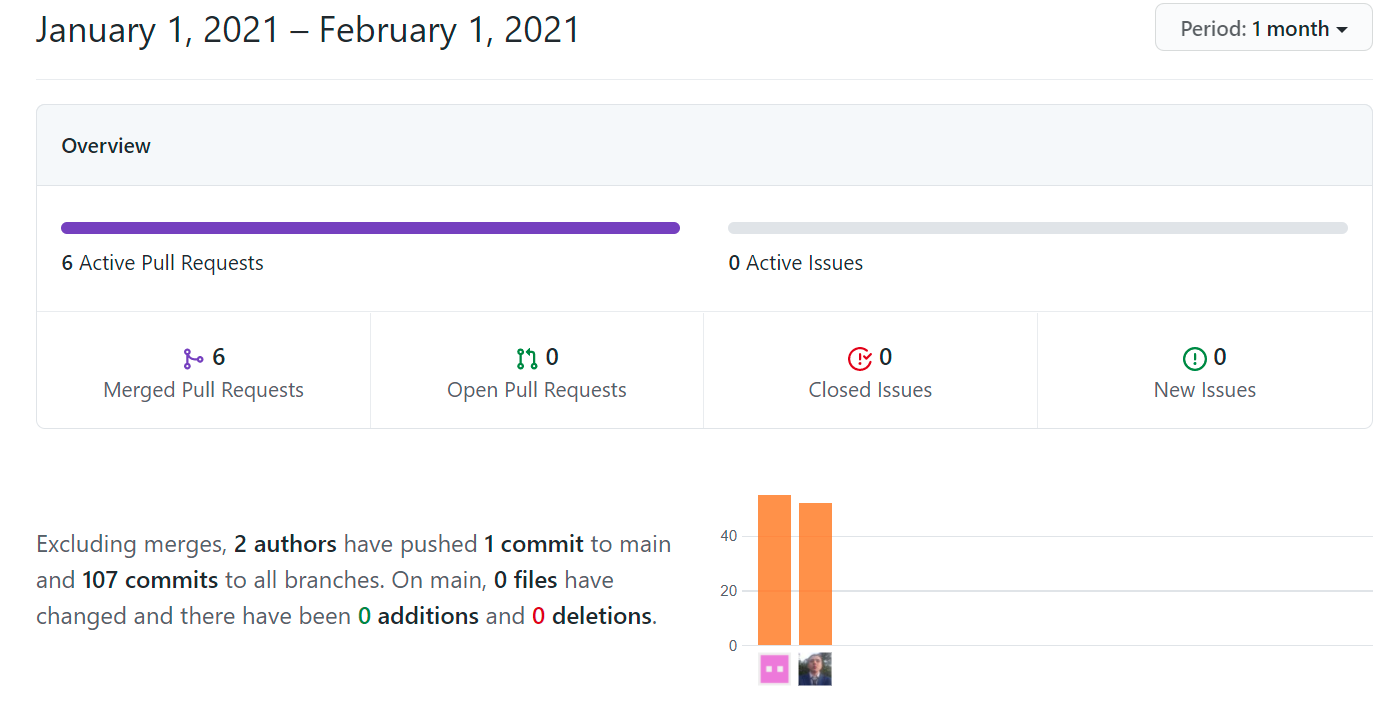 January 1, 2021 – February 1, 2021
Period: 1 month
Overview
6 Active Pull Requests
0 Active Issues
6
Merged Pull Requests
0
Open Pull Requests
0
Closed Issues
0
New Issues
Excluding merges, 2 authors have pushed 1 commit to main
and 107 commits to all branches. On main, 0 files have
changed and there have been 0 additions and 0 deletions.
40
20
0